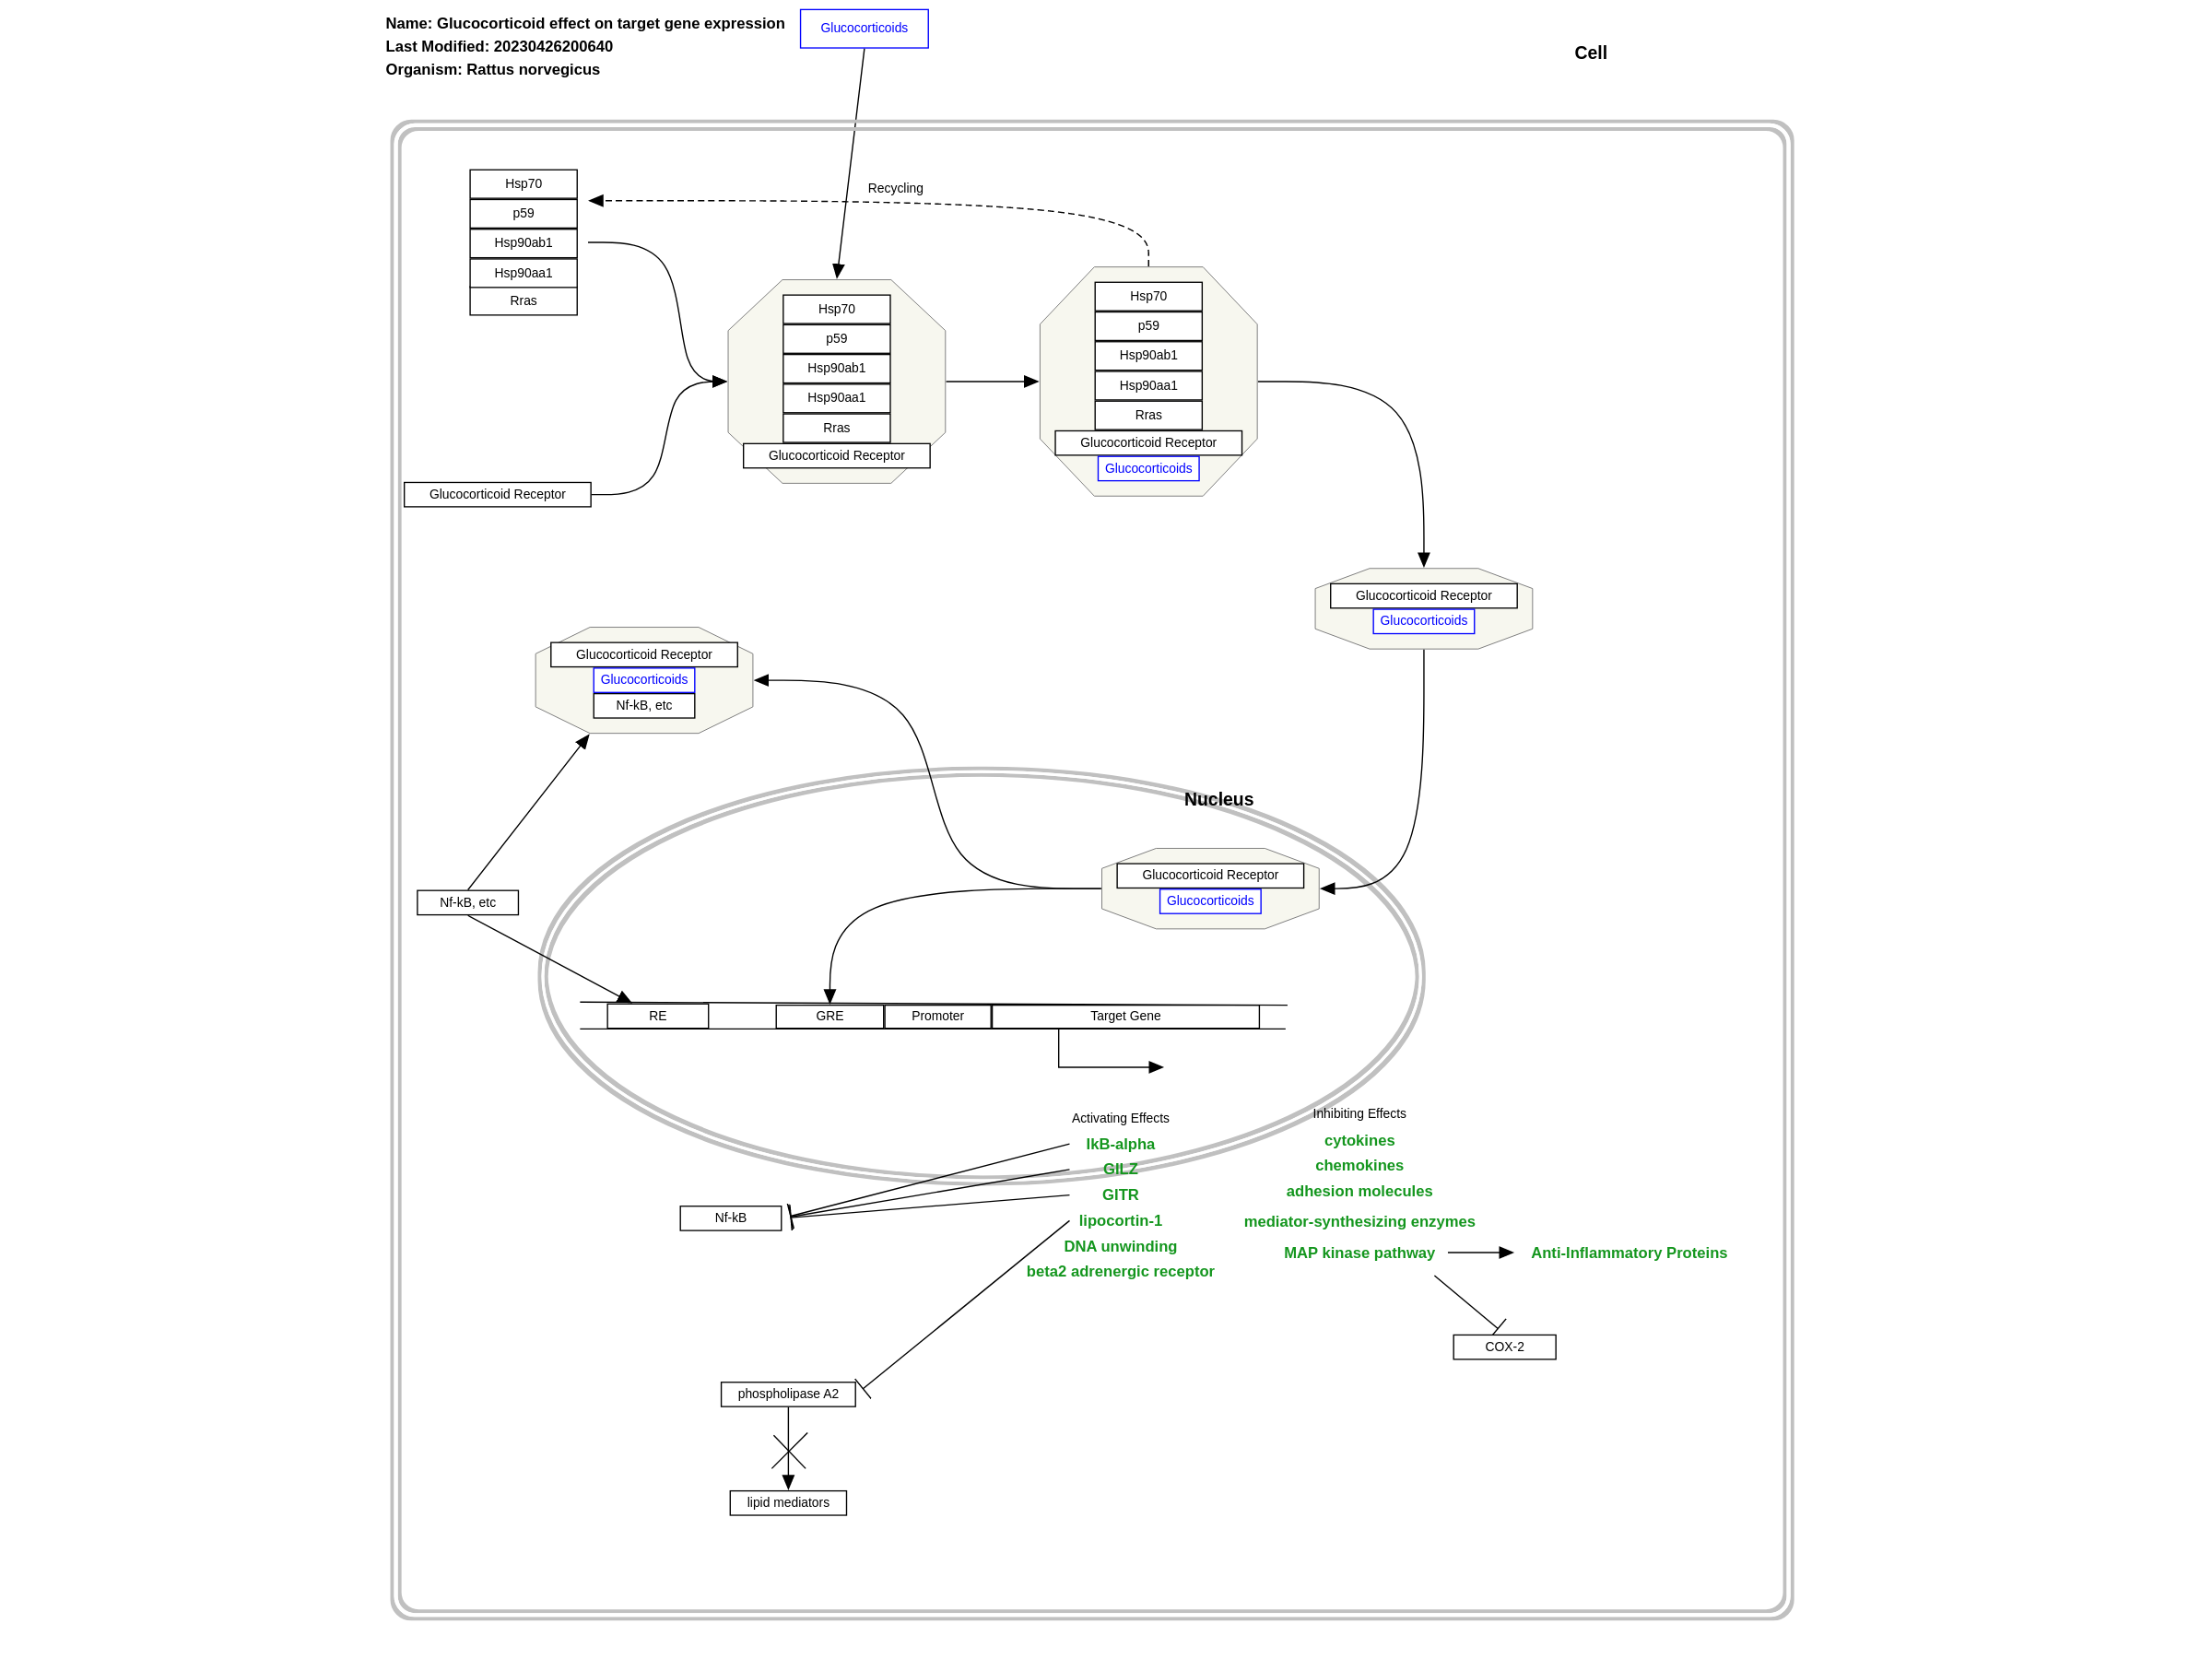 Name: Glucocorticoid effect on target gene expression
Last Modified: 20230426200640
Organism: Rattus norvegicus
Glucocorticoids
Cell
Hsp70
p59
Hsp90ab1
Hsp90aa1
Rras
Recycling
Hsp70
p59
Hsp90ab1
Hsp90aa1
Rras
Glucocorticoid Receptor
Hsp70
p59
Hsp90ab1
Hsp90aa1
Rras
Glucocorticoid Receptor
Glucocorticoids
Glucocorticoid Receptor
Glucocorticoid Receptor
Glucocorticoids
Glucocorticoid Receptor
Glucocorticoids
Nf-kB, etc
Nucleus
Glucocorticoid Receptor
Glucocorticoids
Nf-kB, etc
RE
GRE
Promoter
Target Gene
Activating Effects
IkB-alpha
GILZ
GITR
lipocortin-1
DNA unwinding
beta2 adrenergic receptor
Inhibiting Effects
cytokines
chemokines
adhesion molecules
mediator-synthesizing enzymes
MAP kinase pathway
Anti-Inflammatory Proteins
Nf-kB
COX-2
phospholipase A2
lipid mediators